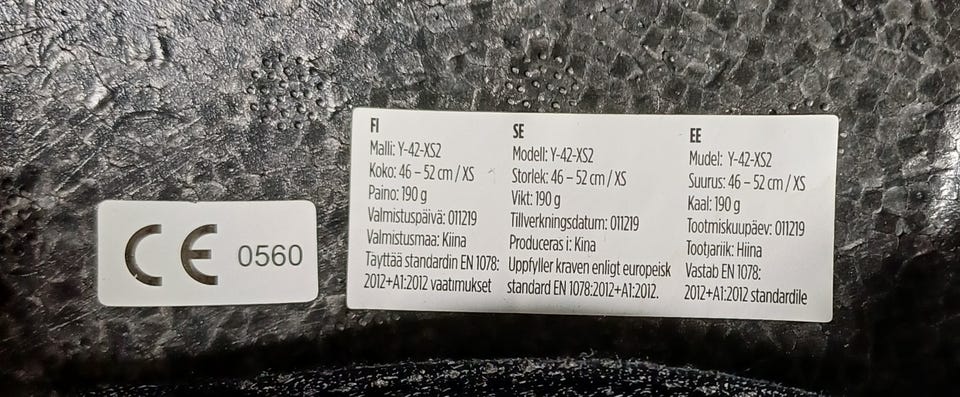 CE 0560
FI
Malli: Y-42-XS2
Koko: 46 – 52 cm / XS
Paino: 190 g
Valmistuspäivä: 011219
Valmistusmaa: Kiina
Täyttää standardin EN 1078:
2012+A1:2012 vaatimukset
SE
Modell: Y-42-XS2
Storlek: 46 – 52 cm / XS
Vikt: 190 g
Tillverkningsdatum: 011219
Produceras i: Kina
Uppfyller kraven enligt europeisk
standard EN 1078:2012+A1:2012.
EE
Mudel: Y-42-XS2
Suurus: 46 – 52 cm / XS
Kaal: 190 g
Tootmiskuupäev: 011219
Tootjariik: Hiina
Vastab EN 1078:
2012+A1:2012 standardile